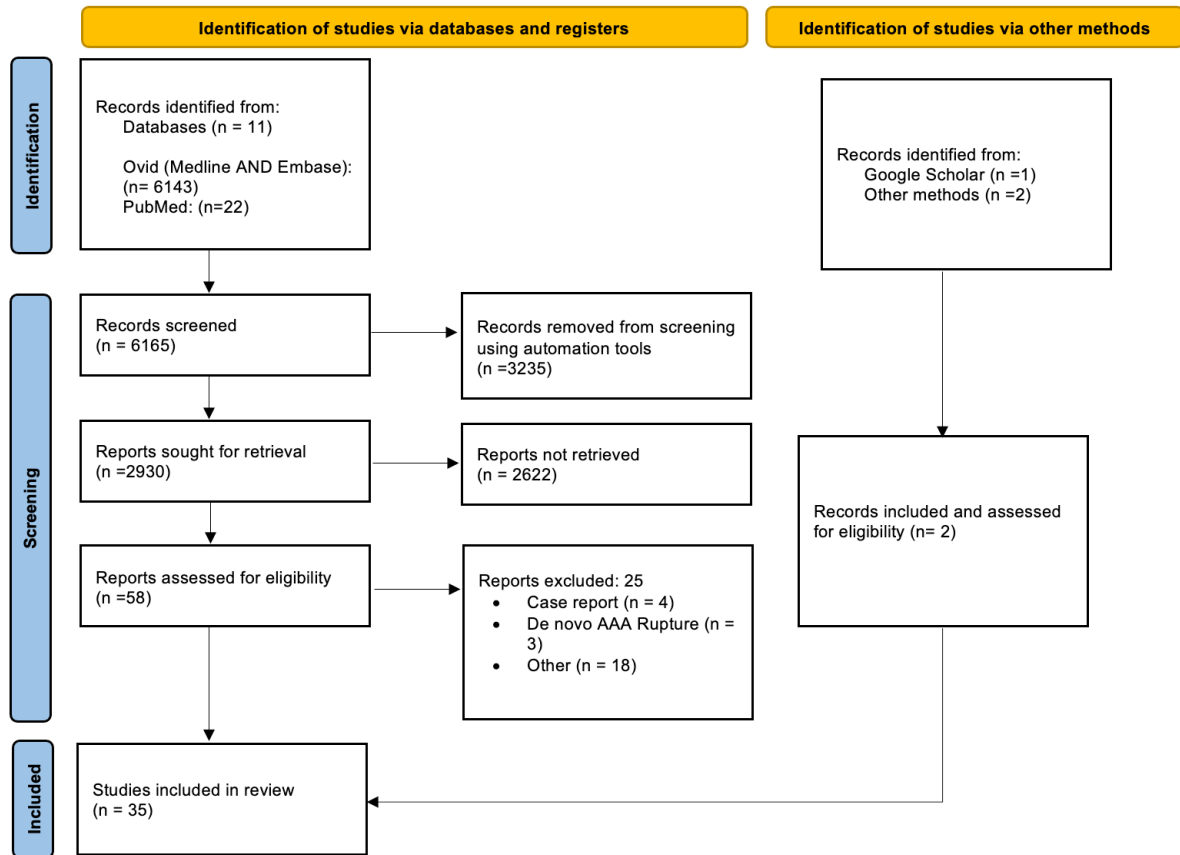 Identification of studies via databases and registers
Identification of studies via other methods
Identification
Records identified from:
Databases (n = 11)
Ovid (Medline AND Embase):
(n= 6143)
PubMed: (n=22)
Records identified from:
Google Scholar (n =1)
Other methods (n =2)
Screening
Records screened
(n = 6165)
Records removed from screening
using automation tools
(n =3235)
Reports sought for retrieval
(n =2930)
Reports not retrieved
(n = 2622)
Records included and assessed
for eligibility (n= 2)
Reports assessed for eligibility
(n =58)
Reports excluded: 25
• Case report (n = 4)
• De novo AAA Rupture (n =
3)
• Other (n = 18)
Included
Studies included in review
(n = 35)